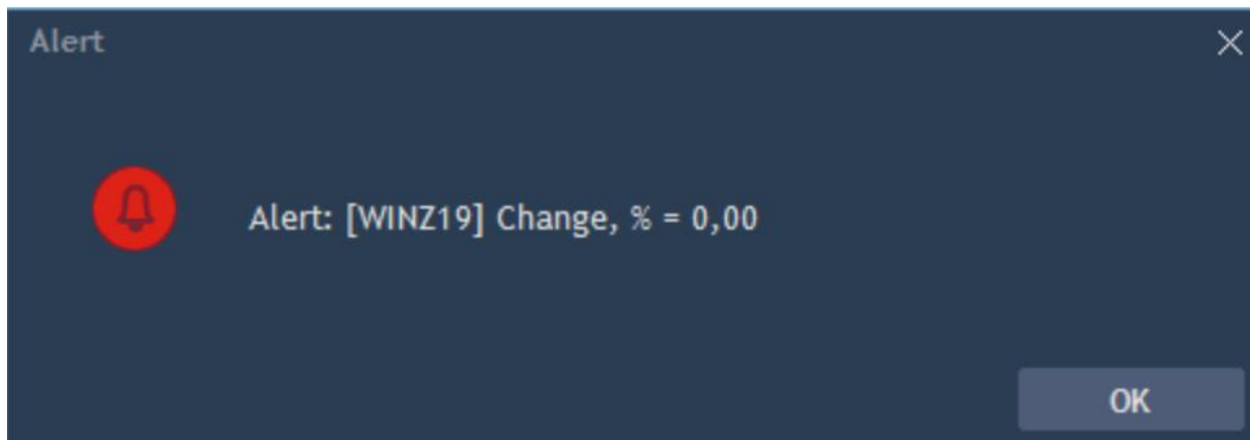 Alert
Alert: [WINZ19] Change, % = 0,00
OK